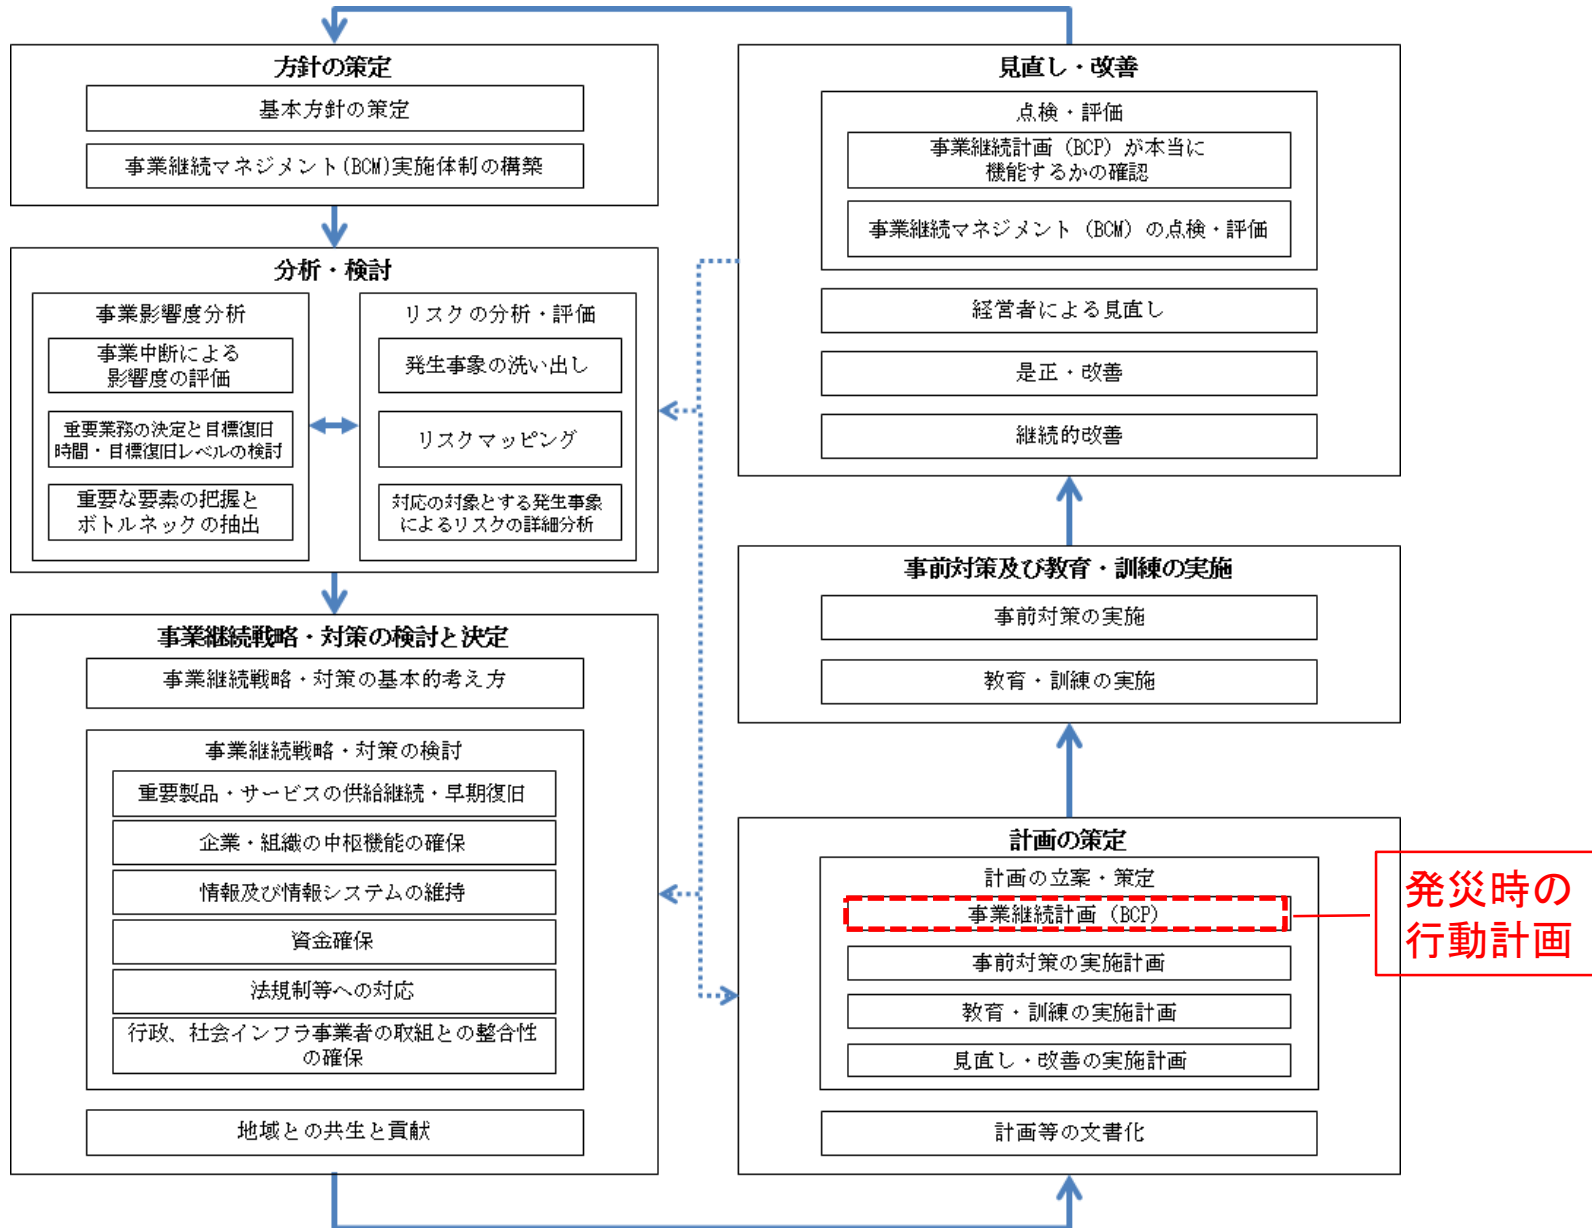 方針の策定
基本方針の策定
事業継続マネジメント(BCM)実施体制の構築
分析・検討
事業影響度分析
事業中断による
影響度の評価
重要業務の決定と目標復旧
時間・目標復旧レベルの検討
重要な要素の把握と
ボトルネックの抽出
リスクの分析・評価
発生事象の洗い出し
リスクマッピング
対応の対象とする発生事象
によるリスクの詳細分析
事業継続戦略・対策の検討と決定
事業継続戦略・対策の基本的考え方
事業継続戦略・対策の検討
重要製品・サービスの供給継続・早期復旧
企業・組織の中枢機能の確保
情報及び情報システムの維持
資金確保
法規制等への対応
行政、社会インフラ事業者の取組との整合性
の確保
地域との共生と貢献
見直し・改善
点検・評価
事業継続計画（BCP）が本当に
機能するかの確認
事業継続マネジメント（BCM）の点検・評価
経営者による見直し
是正・改善
継続的改善
事前対策及び教育・訓練の実施
事前対策の実施
教育・訓練の実施
計画の策定
計画の立案・策定
事業継続計画（BCP）
事前対策の実施計画
教育・訓練の実施計画
見直し・改善の実施計画
計画等の文書化
発災時の
行動計画